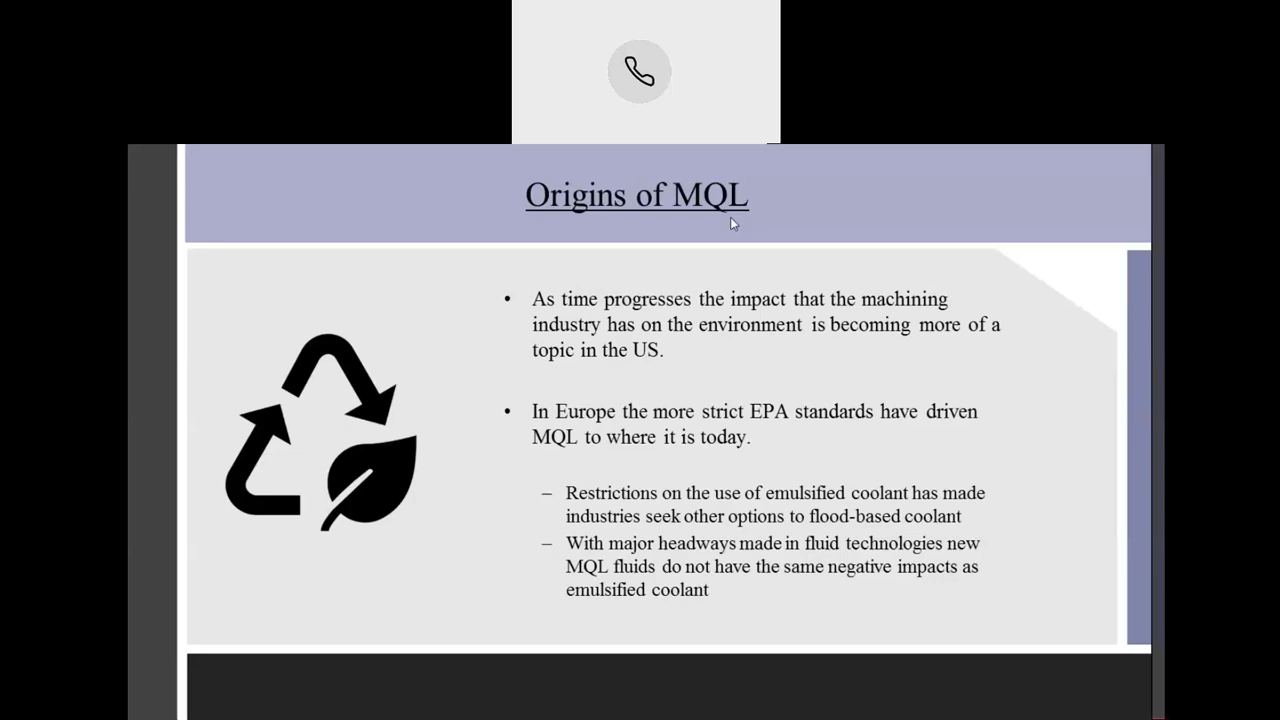 Origins of MQL
• As time progresses the impact that the machining
industry has on the environment is becoming more of a
topic in the US.
• In Europe the more strict EPA standards have driven
MQL to where it is today.
– Restrictions on the use of emulsified coolant has made
industries seek other options to flood-based coolant
– With major headways made in fluid technologies new
MQL fluids do not have the same negative impacts as
emulsified coolant